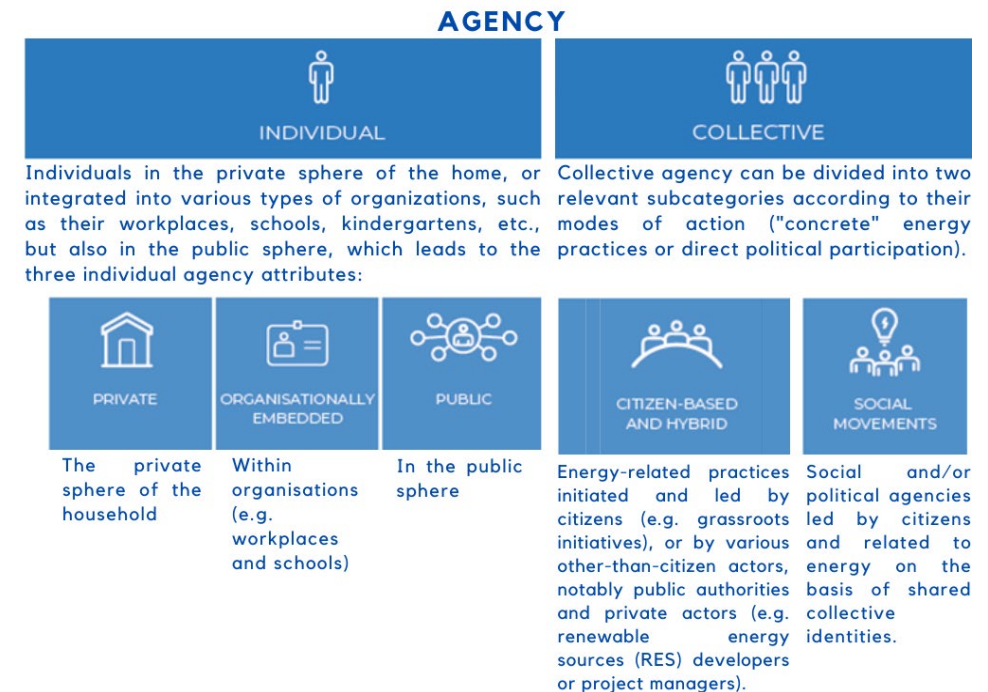 AGENCY
INDIVIDUAL
Individuals in the private sphere of the home, or
integrated into various types of organizations, such
as their workplaces, schools, kindergartens, etc.,
but also in the public sphere, which leads to the
three individual agency attributes:
PRIVATE
The private
sphere of the
household
ORGANISATIONALLY
EMBEDDED
Within
organisations
(e.g.
workplaces
and schools)
PUBLIC
In the public
sphere
COLLECTIVE
Collective agency can be divided into two
relevant subcategories according to their
modes of action ("concrete" energy
practices or direct political participation).
CITIZEN-BASED
AND HYBRID
Energy-related practices
initiated and led by
citizens (e.g. grassroots
initiatives), or by various
other-than-citizen actors,
notably public authorities
and private actors (e.g.
renewable energy
sources (RES) developers
or project managers).
SOCIAL
MOVEMENTS
Social and/or
political agencies
led by citizens
and related to
energy on the
basis of shared
collective
identities.